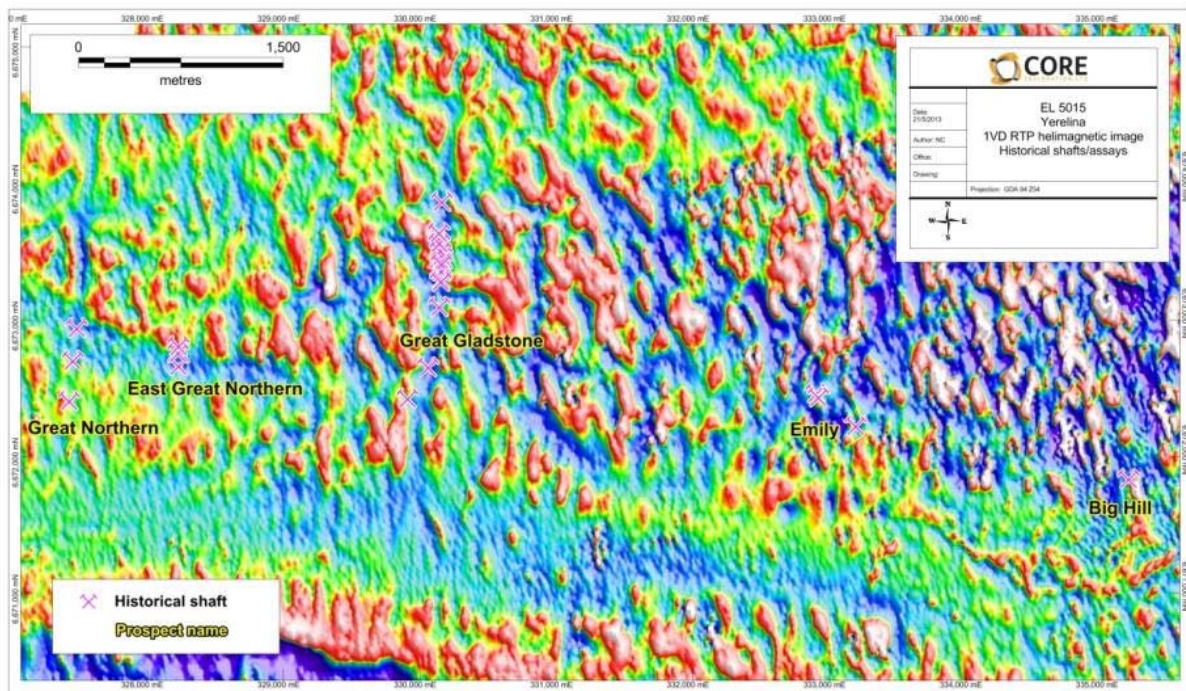 0 mE 328,000 mE 329,000 mE 330,000 mE 331,000 mE 332,000 mE 333,000 mE 334,000 mE 335,000 mE
6,675,000 mN
0 1,500
metres
CORE
EL 5015
Yerelina
1VD RTP helimagnetic image
Historical shafts/assays
Date:
21/5/2013
Author: NC
Office:
Drawing:
Projection: GDA 94 Z54
N
W E
S
6,674,000 mN
6,673,000 mN
Great Gladstone
East Great Northern
Great Northern
Emily
6,672,000 mN
Big Hill
6,671,000 mN
Historical shaft
Prospect name
328,000 mE 329,000 mE 330,000 mE 331,000 mE 332,000 mE 333,000 mE 334,000 mE 335,000 mE